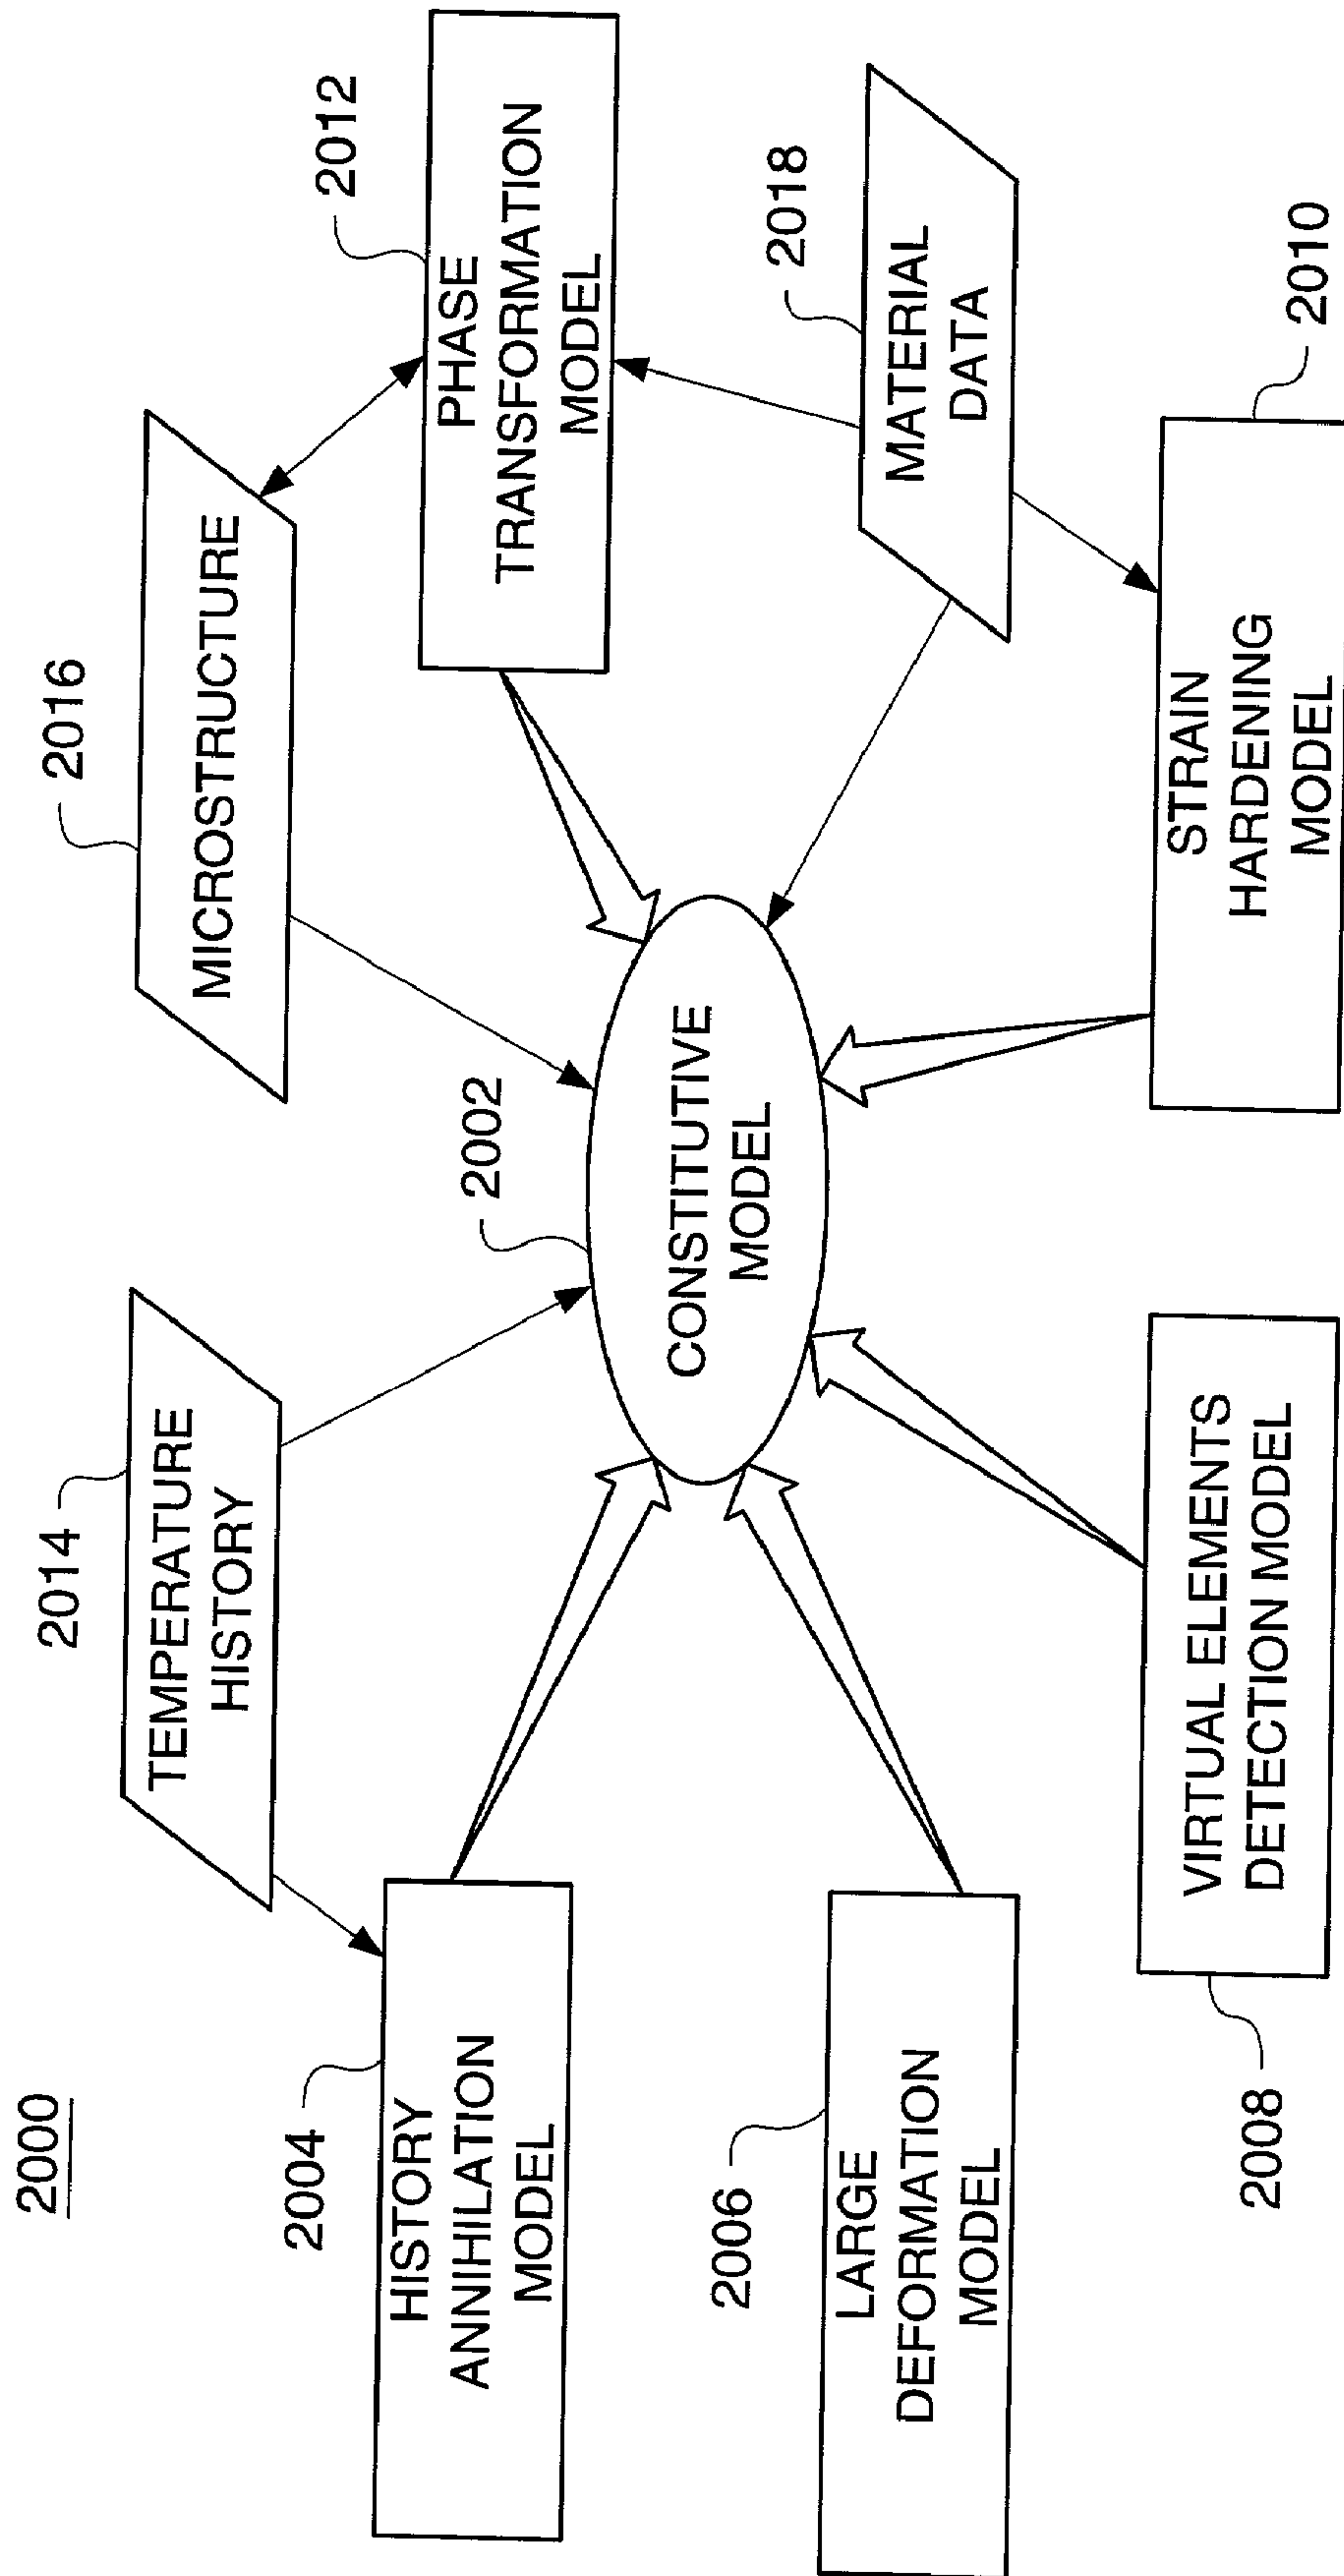 2000
2014
TEMPERATURE
HISTORY
2016
MICROSTRUCTURE
2004
HISTORY
ANNIHILATION
MODEL
2002
CONSTITUTIVE
MODEL
2012
PHASE
TRANSFORMATION
MODEL
2006
LARGE
DEFORMATION
MODEL
2018
MATERIAL
DATA
2008
VIRTUAL ELEMENTS
DETECTION MODEL
STRAIN
HARDENING
MODEL
2010